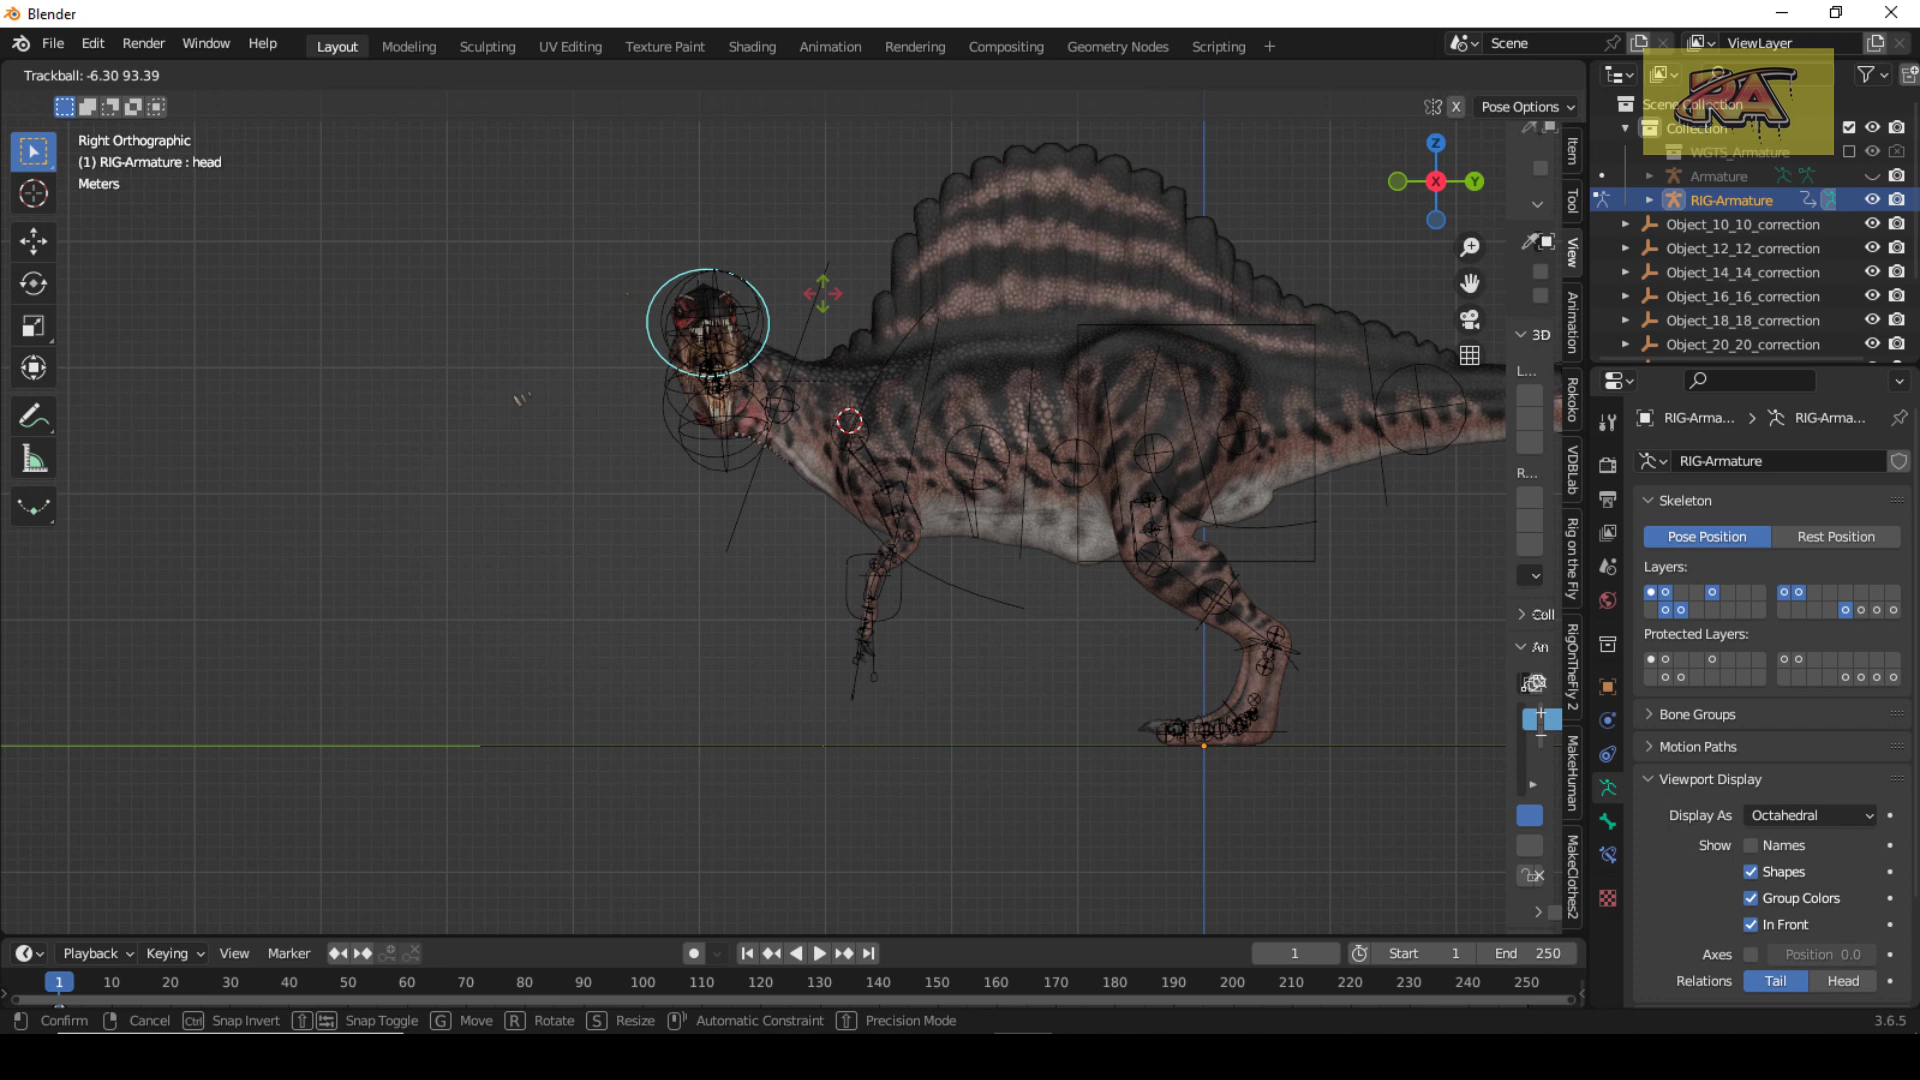 Blender
File Edit Render Window Help Layout Modeling Sculpting UV Editing Texture Paint Shading Animation Rendering Compositing Geometry Nodes Scripting + Scene ViewLayer
Trackball: -6.30 93.39
X Pose Options
Right Orthographic
(1) RIG-Armature : head
Meters
Z
X Y
Item
Tool
View
Animation
Rokoko
VDBLab
Rig on the Fly
RigOnTheFly 2
MakeHuman
MakeClothes2
3D
L...
R...
Coll
An
RA
Scene Collection
Collection
WGTS_Armature
Armature
RIG-Armature
Object_10_10_correction
Object_12_12_correction
Object_14_14_correction
Object_16_16_correction
Object_18_18_correction
Object_20_20_correction
RIG-Arma... > RIG-Arma...
RIG-Armature
Skeleton
Pose Position Rest Position
Layers:
Protected Layers:
Bone Groups
Motion Paths
Viewport Display
Display As Octahedral
Show Names
Shapes
Group Colors
In Front
Axes Position 0.0
Relations Tail Head
Playback Keying View Marker 1 Start 1 End 250
1 10 20 30 40 50 60 70 80 90 100 110 120 130 140 150 160 170 180 190 200 210 220 230 240 250
Confirm Cancel Ctrl Snap Invert Snap Toggle G Move R Rotate S Resize Automatic Constraint Precision Mode 3.6.5